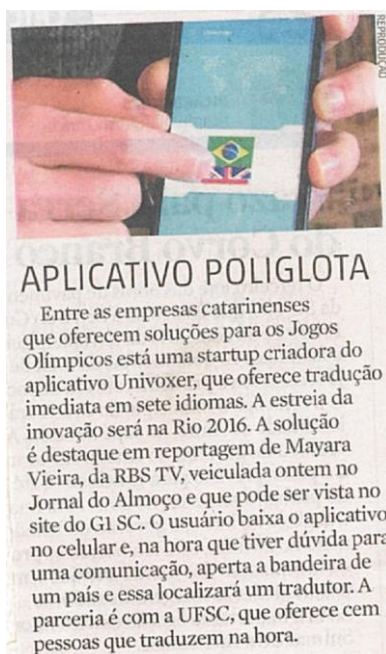 REPRODUÇÃO
APLICATIVO POLIGLOTA
Entre as empresas catarinenses
que oferecem soluções para os Jogos
Olímpicos está uma startup criadora do
aplicativo Univoxer, que oferece tradução
imediata em sete idiomas. A estreia da
inovação será na Rio 2016. A solução
é destaque em reportagem de Mayara
Vieira, da RBS TV, veiculada ontem no
Jornal do Almoço e que pode ser vista no
site do G1 SC. O usuário baixa o aplicativo
no celular e, na hora que tiver dúvida para
uma comunicação, aperta a bandeira de
um país e essa localizará um tradutor. A
parceria é com a UFSC, que oferece cem
pessoas que traduzem na hora.